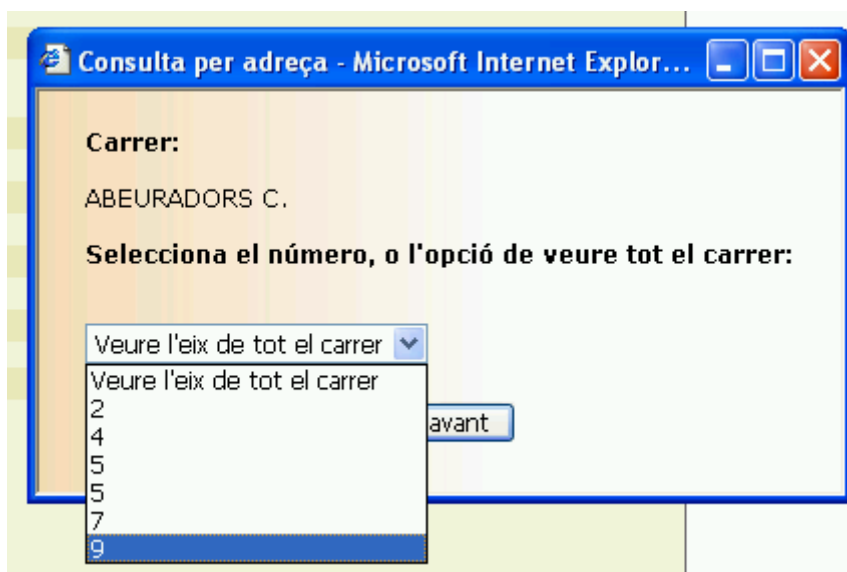 Consulta per adreça - Microsoft Internet Explor...
Carrer:
ABEURADORS C.
Selecciona el número, o l'opció de veure tot el carrer:
Veure l'eix de tot el carrer
Veure l'eix de tot el carrer
2
4
avant
5
5
7
9